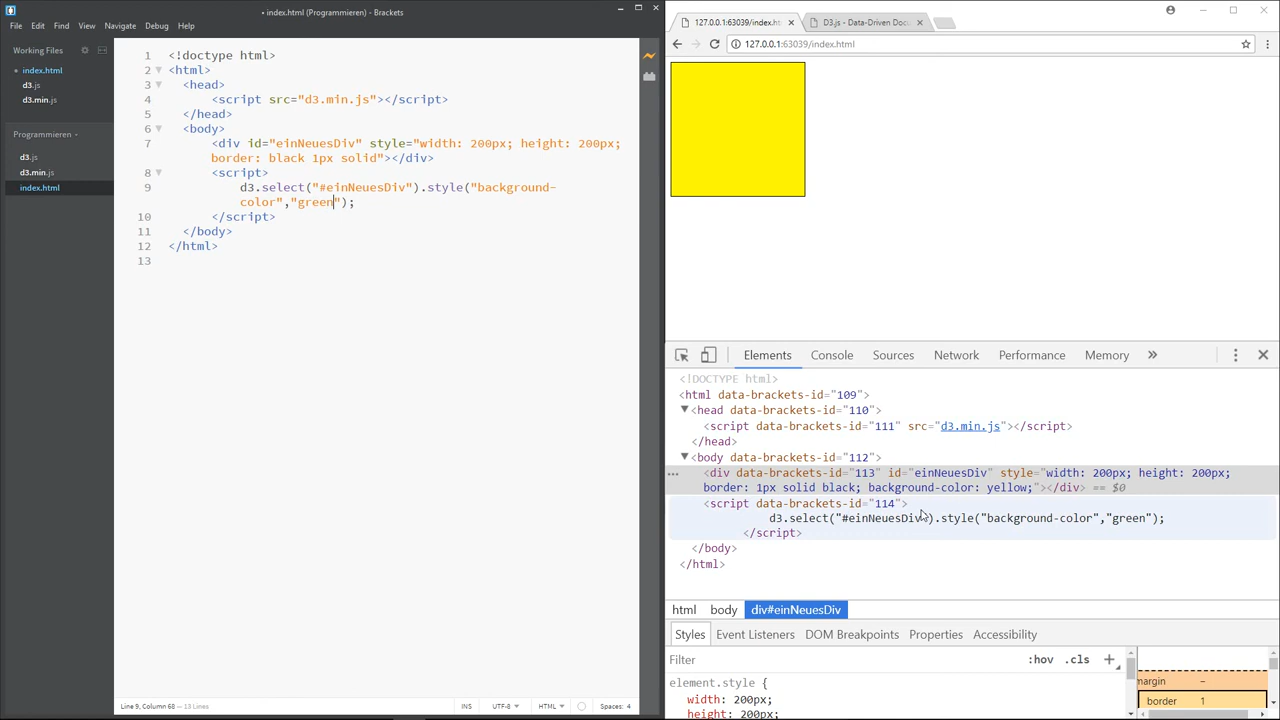 • index.html (Programmieren) - Brackets
File Edit Find View Navigate Debug Help
Working Files
• index.html
d3.js
d3.min.js
Programmieren
d3.js
d3.min.js
index.html
1 <!doctype html>
2 <html>
3 <head>
4 <script src="d3.min.js"></script>
5 </head>
6 <body>
7 <div id="einNeuesDiv" style="width: 200px; height: 200px;
border: black 1px solid"></div>
8 <script>
9 d3.select("#einNeuesDiv").style("background-
color","green");
10 </script>
11 </body>
12 </html>
13
Line 9, Column 68 — 13 Lines
INS UTF-8 HTML Spaces: 4
127.0.0.1:63039/index.ht
D3.js - Data-Driven Docu
127.0.0.1:63039/index.html
Elements Console Sources Network Performance Memory »
<!DOCTYPE html>
<html data-brackets-id="109">
<head data-brackets-id="110">
<script data-brackets-id="111" src="d3.min.js"></script>
</head>
<body data-brackets-id="112">
<div data-brackets-id="113" id="einNeuesDiv" style="width: 200px; height: 200px;
border: 1px solid black; background-color: yellow;"></div> == $0
<script data-brackets-id="114">
d3.select("#einNeuesDiv").style("background-color","green");
</script>
</body>
</html>
html body div#einNeuesDiv
Styles Event Listeners DOM Breakpoints Properties Accessibility
Filter :hov .cls +
element.style {
width: 200px;
height: 200px;
margin –
border 1